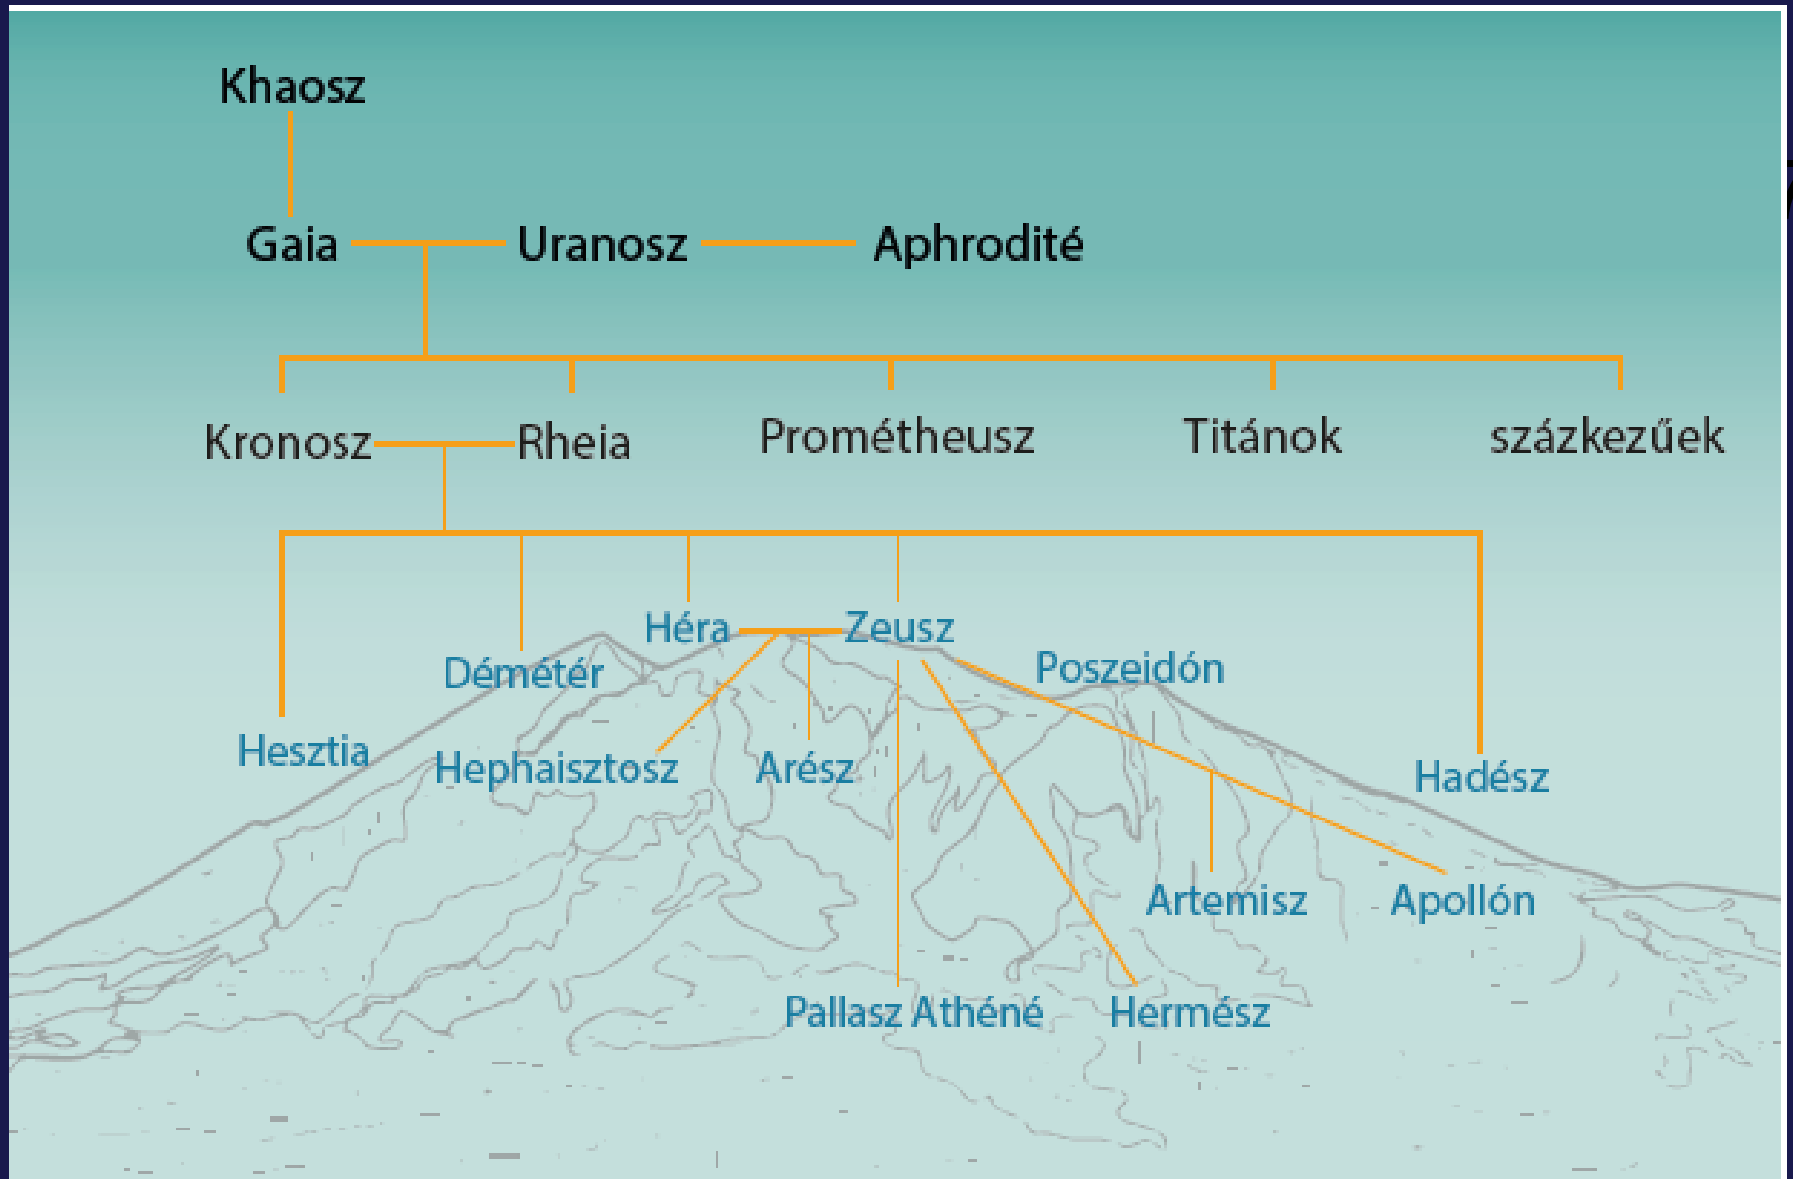 Khaosz
Gaia Uranosz Aphrodité
Kronosz Rheia Prométheusz Titánok százkezűek
Héra Zeusz
Démétér Poszeidón
Hesztia Hephaisztosz Arész Hadész
Artemisz Apollón
Pallasz Athéné Hermész